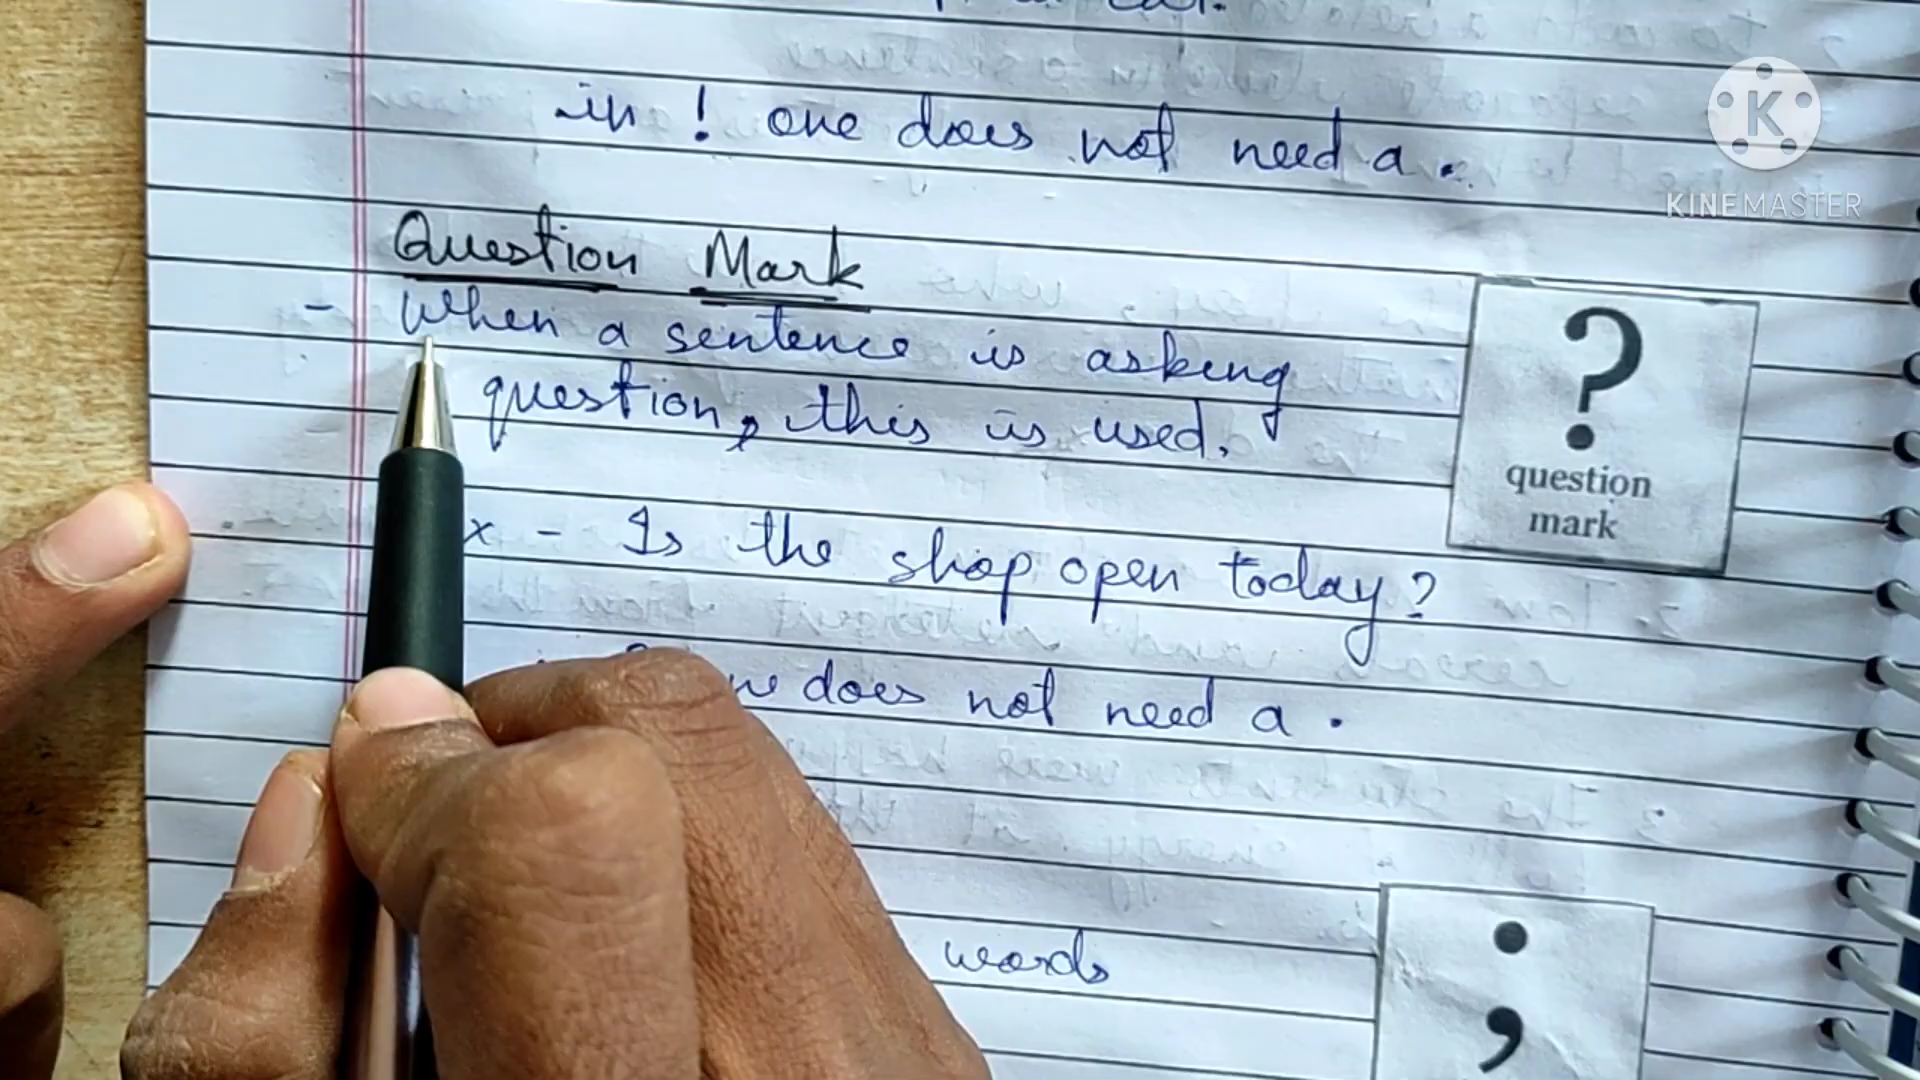 in ! one does not need a .
K
KINEMASTER
Question Mark
- When a sentence is asking
question, this is used.
?
question
mark
x - Is the shop open today?
does not need a .
words
;